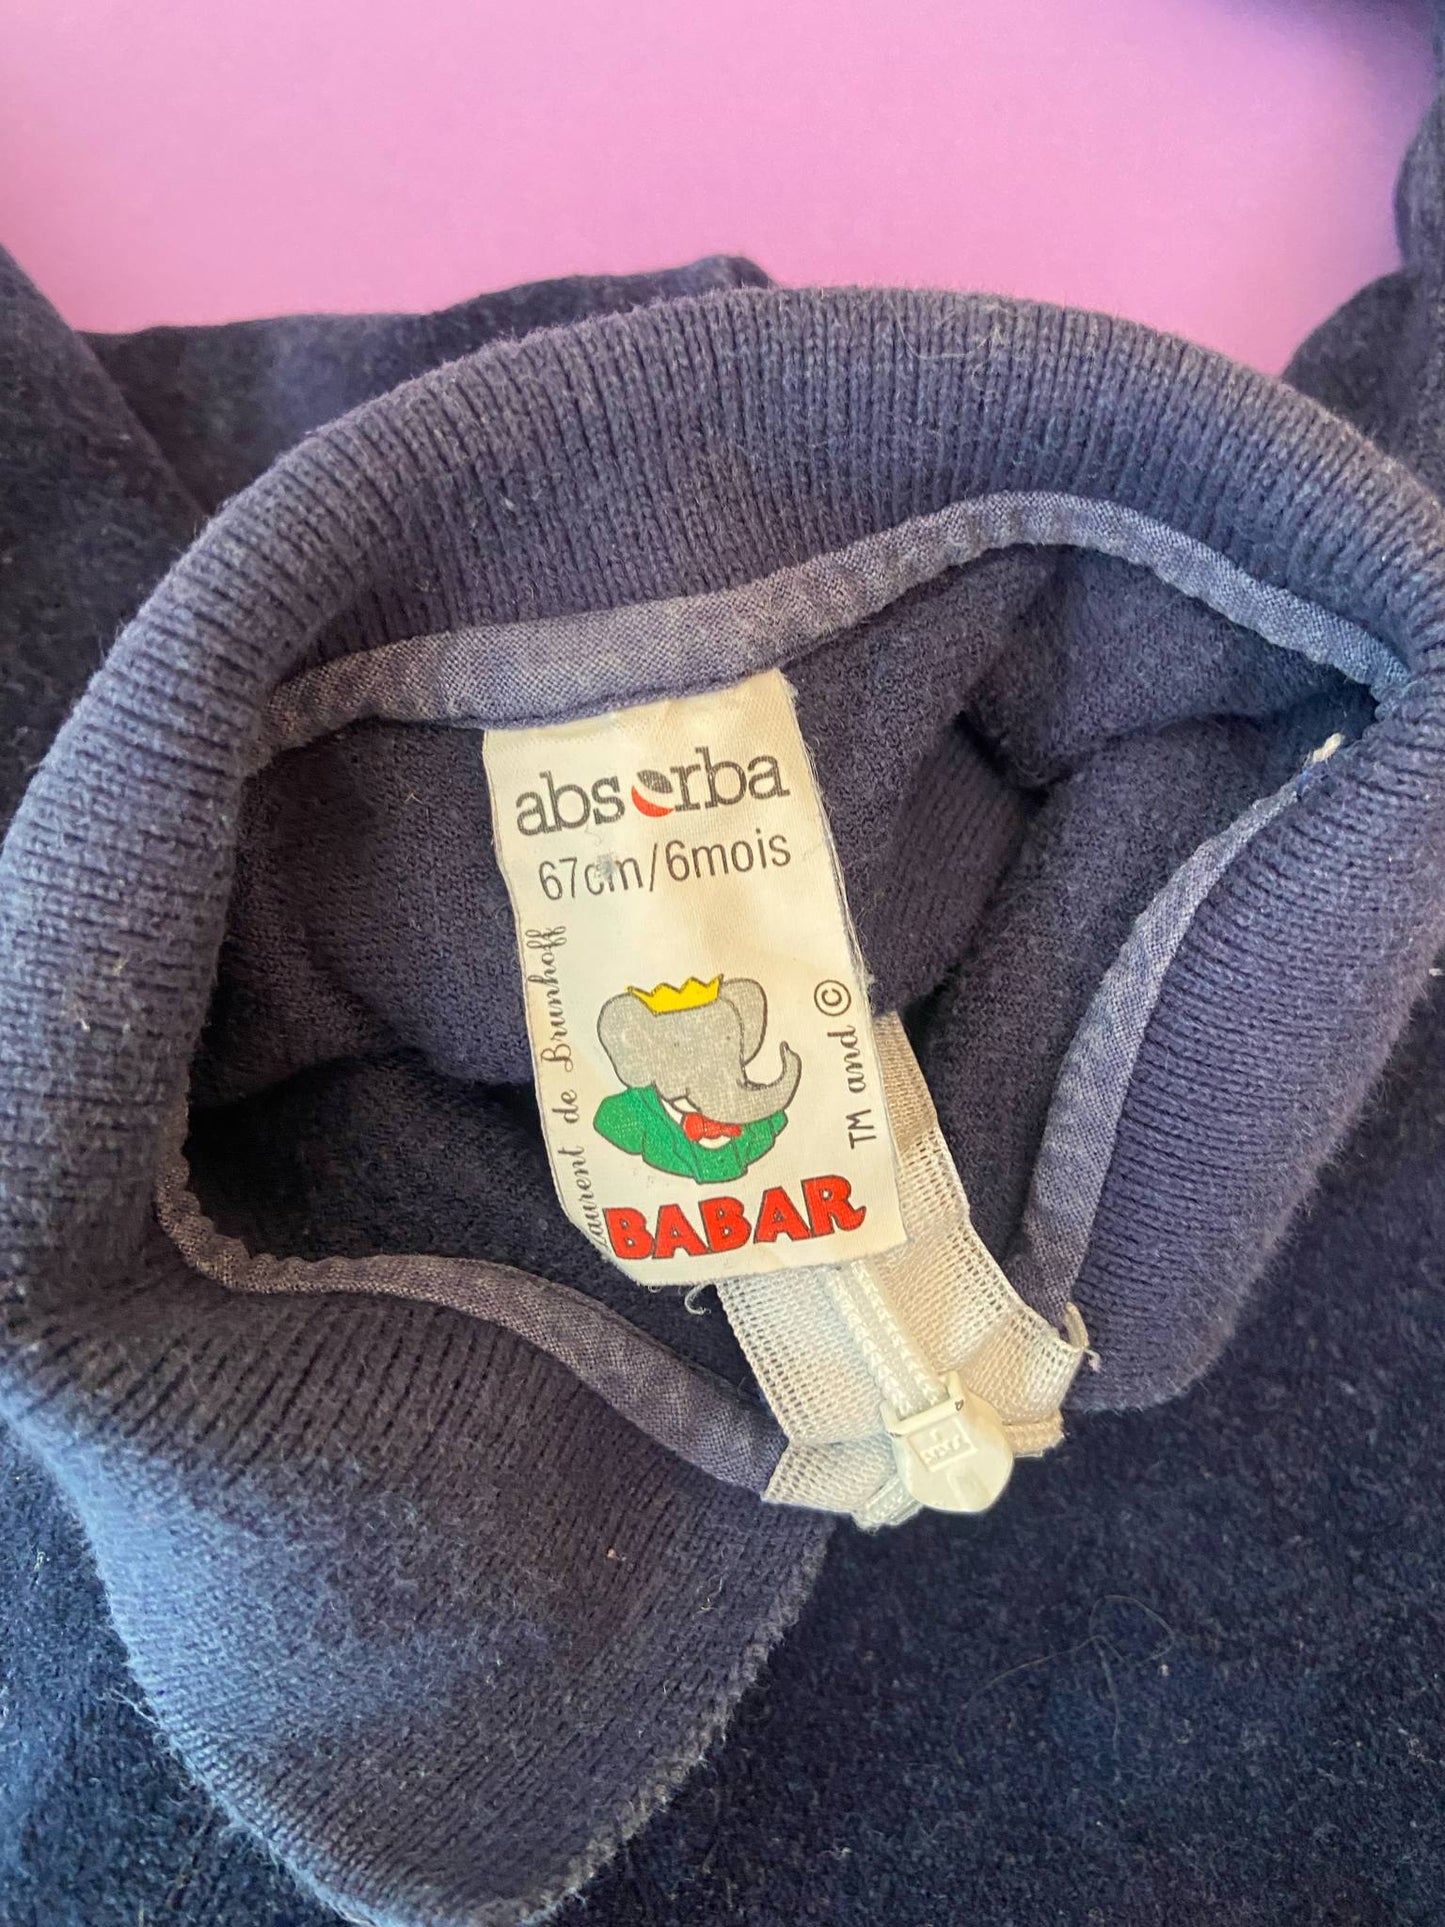 absorba
67cm/6mois
Laurent de Brunhoff
TM and ©
BABAR